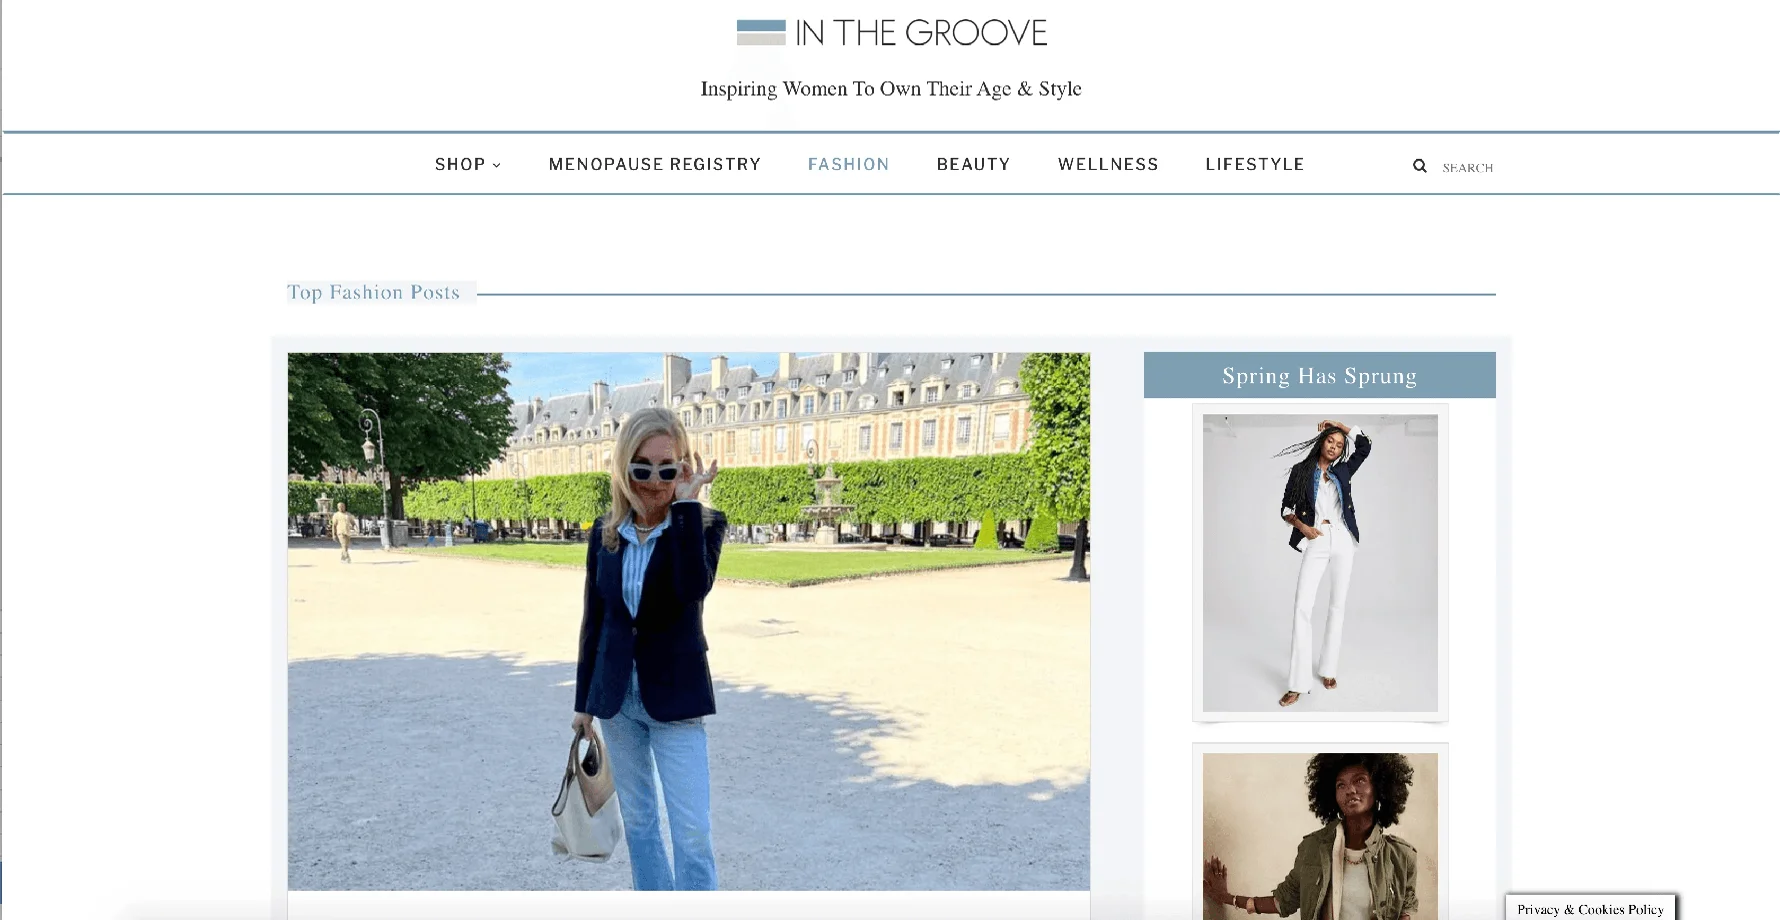 IN THE GROOVE
Inspiring Women To Own Their Age & Style
SHOP MENOPAUSE REGISTRY FASHION BEAUTY WELLNESS LIFESTYLE SEARCH
Top Fashion Posts
Spring Has Sprung
Privacy & Cookies Policy